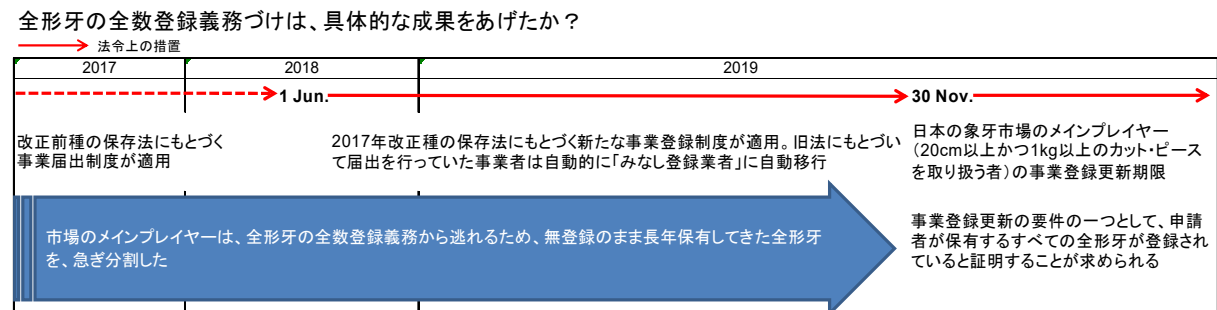 全形牙の全数登録義務づけは、具体的な成果をあげたか？
法令上の措置
2017
2018
2019
1 Jun.
30 Nov.
改正前種の保存法にもとづく
事業届出制度が適用
2017年改正種の保存法にもとづく新たな事業登録制度が適用。旧法にもとづい
て届出を行っていた事業者は自動的に「みなし登録業者」に自動移行
日本の象牙市場のメインプレイヤー
（20cm以上かつ1kg以上のカット・ピース
を取り扱う者）の事業登録更新期限
市場のメインプレイヤーは、全形牙の全数登録義務から逃れるため、無登録のまま長年保有してきた全形牙
を、急ぎ分割した
事業登録更新の要件の一つとして、申請
者が保有するすべての全形牙が登録され
ていると証明することが求められる